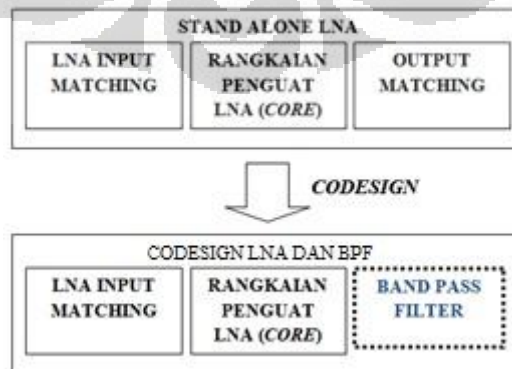 STAND ALONE LNA
LNA INPUT
MATCHING
RANGKAIAN
PENGUAT
LNA (CORE)
OUTPUT
MATCHING
CODESIGN
CODESIGN LNA DAN BPF
LNA INPUT
MATCHING
RANGKAIAN
PENGUAT
LNA (CORE)
BAND PASS
FILTER